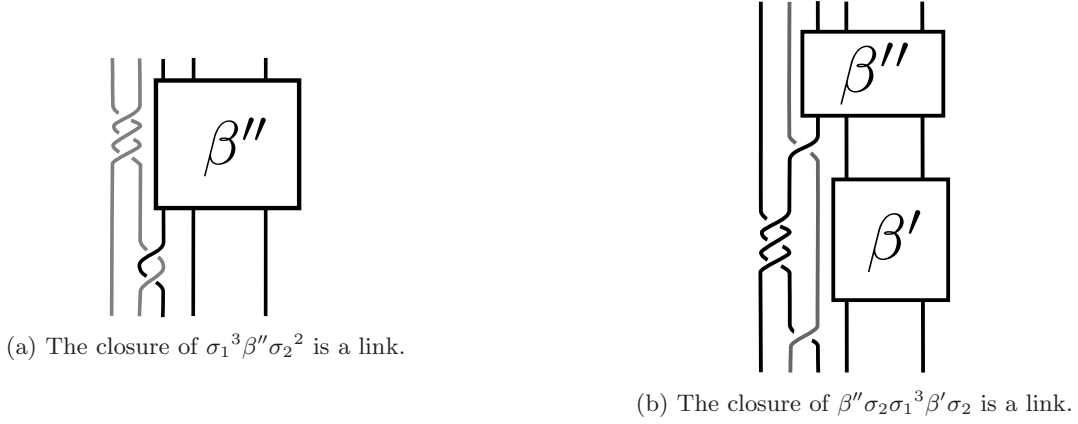 β″
β″
β′
(a) The closure of σ₁³β″σ₂² is a link.
(b) The closure of β″σ₂σ₁³β′σ₂ is a link.